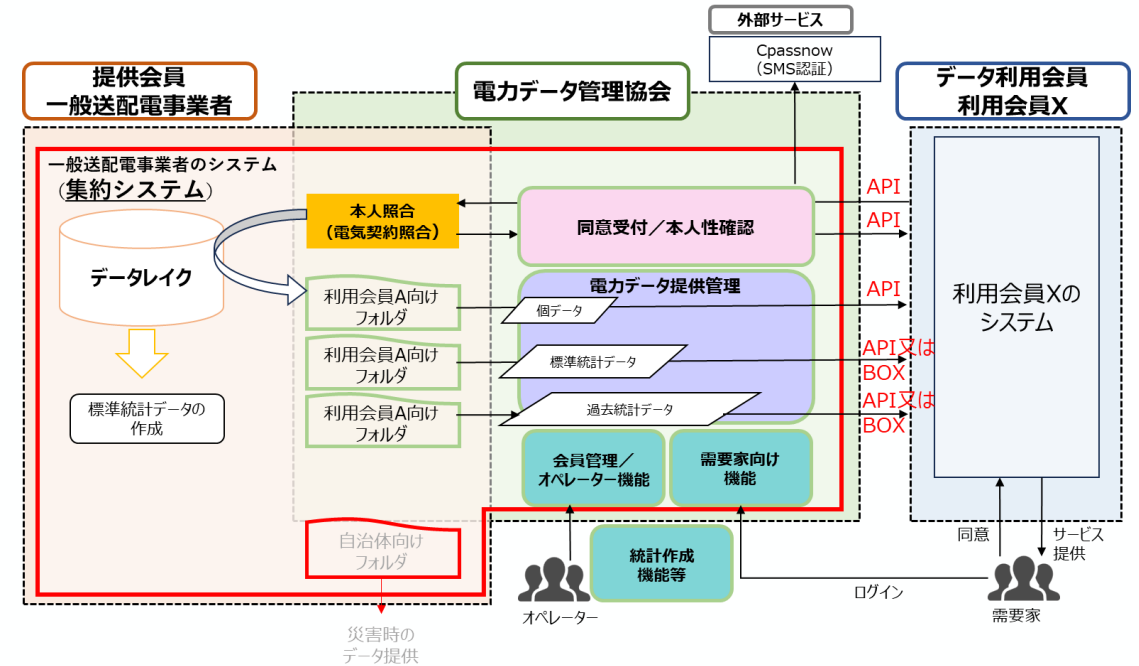 外部サービス
Cpassnow
（SMS認証）
提供会員
一般送配電事業者
電力データ管理協会
データ利用会員
利用会員X
一般送配電事業者のシステム
（集約システム）
データレイク
標準統計データの
作成
本人照合
（電気契約照合）
同意受付／本人性確認
API
API
利用会員A向け
フォルダ
電力データ提供管理
個データ
API
利用会員Xの
システム
利用会員A向け
フォルダ
標準統計データ
API又は
BOX
利用会員A向け
フォルダ
過去統計データ
API又は
BOX
会員管理／
オペレーター機能
需要家向け
機能
自治体向け
フォルダ
統計作成
機能等
同意
サービス
提供
オペレーター
ログイン
需要家
災害時の
データ提供